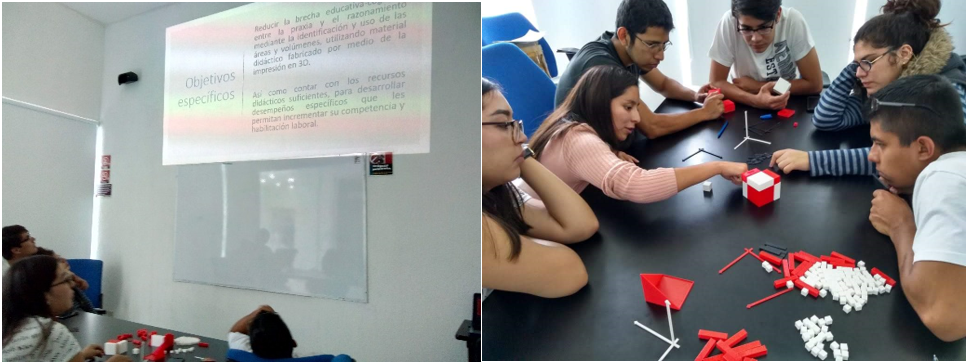 Reducir la brecha educativa
entre la praxis y el razonamiento
mediante la identificación y uso de las
áreas y volúmenes, utilizando material
didáctico fabricado por medio de la
impresión en 3D.
Objetivos
específicos
Así como contar con los recursos
didácticos suficientes, para desarrollar
desempeños específicos que les
permitan incrementar su competencia y
habilitación laboral.